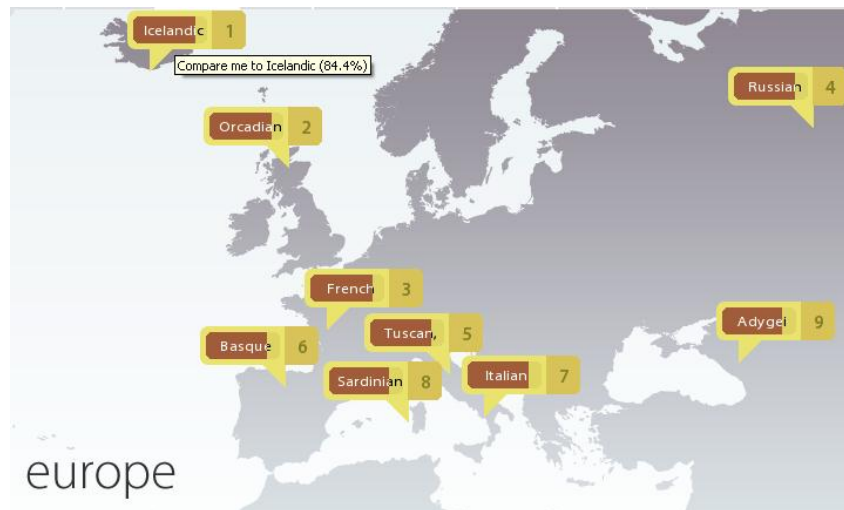 Icelandic 1
Compare me to Icelandic (84.4%)
Russian 4
Orcadian 2
French 3
Adygei 9
Tuscan, 5
Basque 6
Italian 7
Sardinian 8
europe